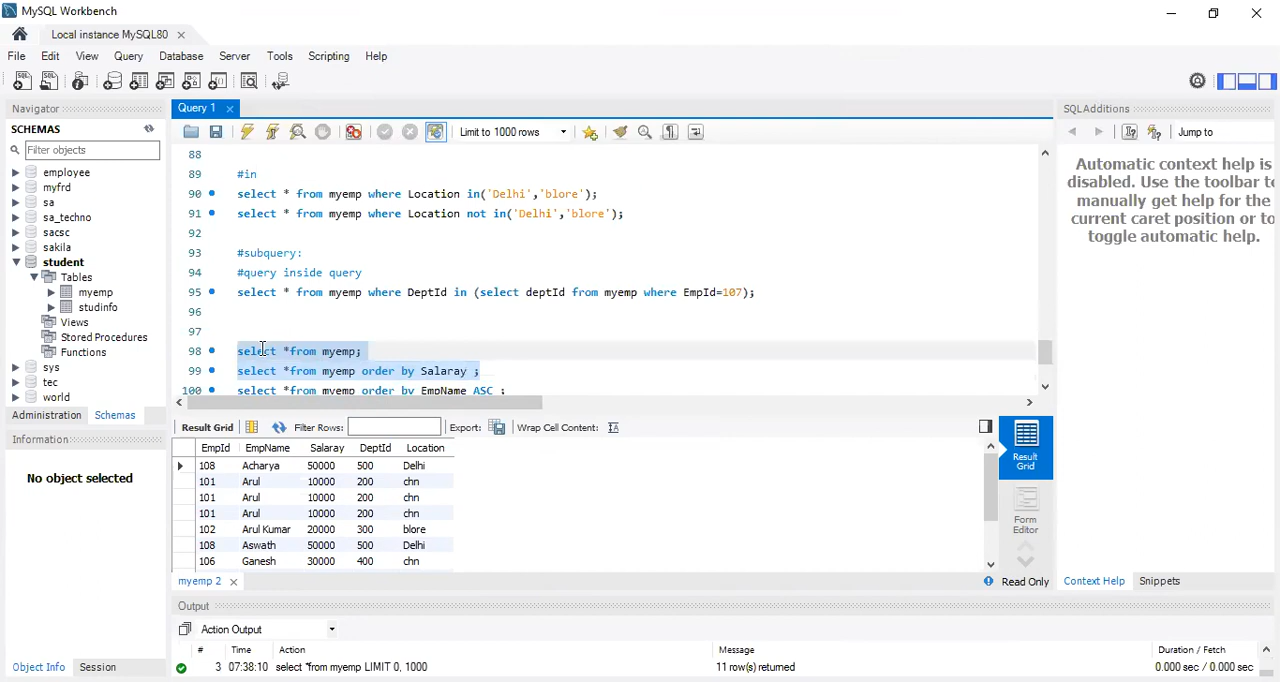 MySQL Workbench
Local instance MySQL80
File Edit View Query Database Server Tools Scripting Help
Navigator
SCHEMAS
Filter objects
employee
myfrd
sa
sa_techno
sacsc
sakila
student
Tables
myemp
studinfo
Views
Stored Procedures
Functions
sys
tec
world
Administration Schemas
Information
No object selected
Object Info Session
Query 1
Limit to 1000 rows
88
89 #in
90 select * from myemp where Location in('Delhi','blore');
91 select * from myemp where Location not in('Delhi','blore');
92
93 #subquery:
94 #query inside query
95 select * from myemp where DeptId in (select deptId from myemp where EmpId=107);
96
97
98 select *from myemp;
99 select *from myemp order by Salaray ;
100 select *from myemp order by EmpName ASC ;
Result Grid Filter Rows: Export: Wrap Cell Content:
EmpId EmpName Salaray DeptId Location
108 Acharya 50000 500 Delhi
101 Arul 10000 200 chn
101 Arul 10000 200 chn
101 Arul 10000 200 chn
102 Arul Kumar 20000 300 blore
108 Aswath 50000 500 Delhi
106 Ganesh 30000 400 chn
Result
Grid
Form
Editor
myemp 2
Read Only
Output
Action Output
# Time Action Message Duration / Fetch
3 07:38:10 select *from myemp LIMIT 0, 1000 11 row(s) returned 0.000 sec / 0.000 sec
SQLAdditions
Jump to
Automatic context help is
disabled. Use the toolbar to
manually get help for the
current caret position or to
toggle automatic help.
Context Help Snippets